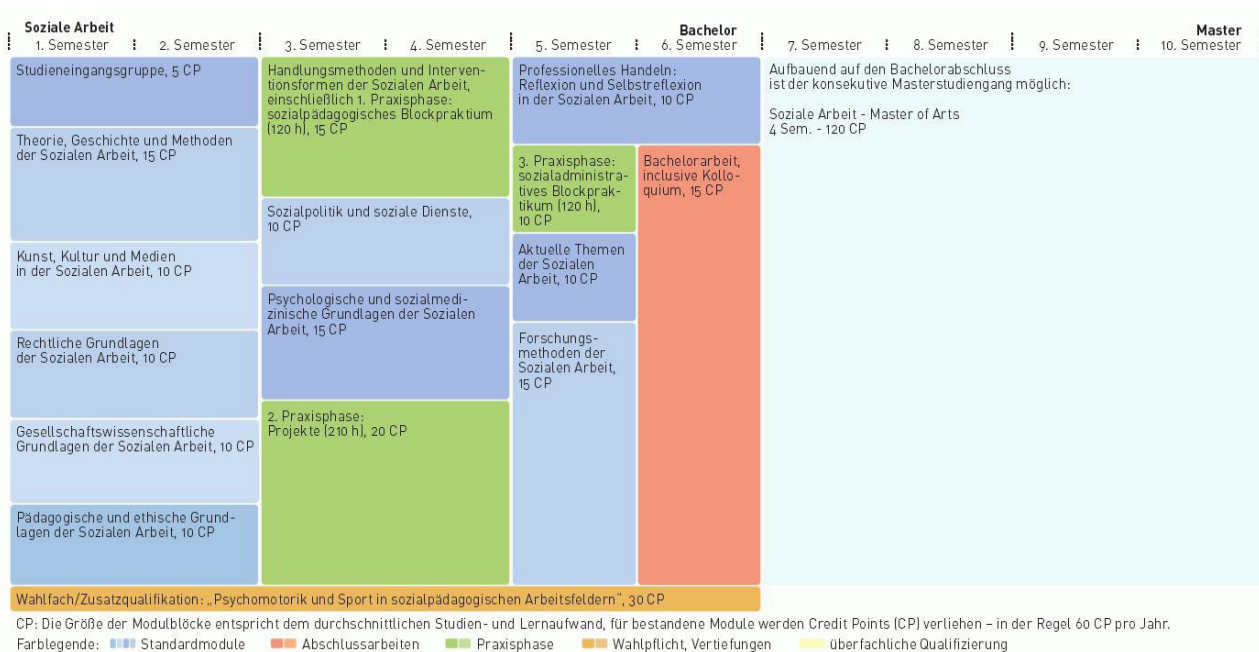 Soziale Arbeit
Bachelor
Master
1. Semester
2. Semester
3. Semester
4. Semester
5. Semester
6. Semester
7. Semester
8. Semester
9. Semester
10. Semester
Studieneingangsgruppe, 5 CP
Theorie, Geschichte und Methoden
der Sozialen Arbeit, 15 CP
Kunst, Kultur und Medien
in der Sozialen Arbeit, 10 CP
Rechtliche Grundlagen
der Sozialen Arbeit, 10 CP
Gesellschaftswissenschaftliche
Grundlagen der Sozialen Arbeit, 10 CP
Pädagogische und ethische Grund-
lagen der Sozialen Arbeit, 10 CP
Handlungsmethoden und Interven-
tionsformen der Sozialen Arbeit,
einschließlich 1. Praxisphase:
sozialpädagogisches Blockpraktium
(120 h), 15 CP
Sozialpolitik und soziale Dienste,
10 CP
Psychologische und sozialmedi-
zinische Grundlagen der Sozialen
Arbeit, 15 CP
2. Praxisphase:
Projekte (210 h), 20 CP
Professionelles Handeln:
Reflexion und Selbstreflexion
in der Sozialen Arbeit, 10 CP
3. Praxisphase:
sozialadministra-
tives Blockprak-
tikum (120 h),
10 CP
Aktuelle Themen
der Sozialen
Arbeit, 10 CP
Forschungs-
methoden der
Sozialen Arbeit,
15 CP
Bachelorarbeit,
inclusive Kollo-
quium, 15 CP
Aufbauend auf den Bachelorabschluss
ist der konsekutive Masterstudiengang möglich:
Soziale Arbeit - Master of Arts
4 Sem. - 120 CP
Wahlfach/Zusatzqualifikation: „Psychomotorik und Sport in sozialpädagogischen Arbeitsfeldern“, 30 CP
CP: Die Größe der Modulblöcke entspricht dem durchschnittlichen Studien- und Lernaufwand, für bestandene Module werden Credit Points (CP) verliehen – in der Regel 60 CP pro Jahr.
Farblegende: Standardmodule Abschlussarbeiten Praxisphase Wahlpflicht, Vertiefungen überfachliche Qualifizierung